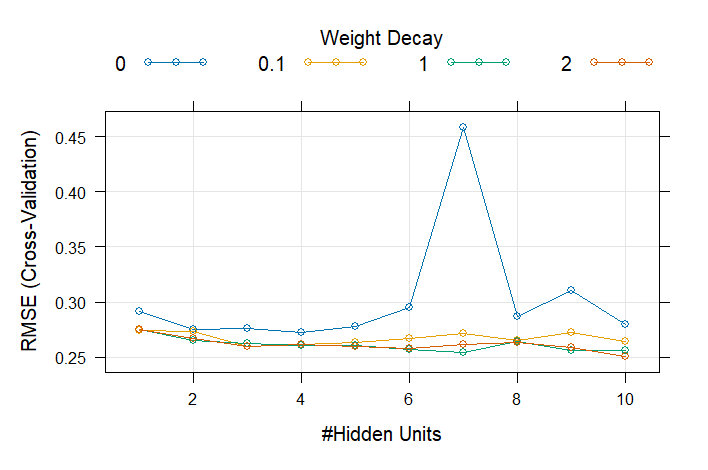 Weight Decay
0 0.1 1 2
RMSE (Cross-Validation)
0.45
0.40
0.35
0.30
0.25
2 4 6 8 10
#Hidden Units